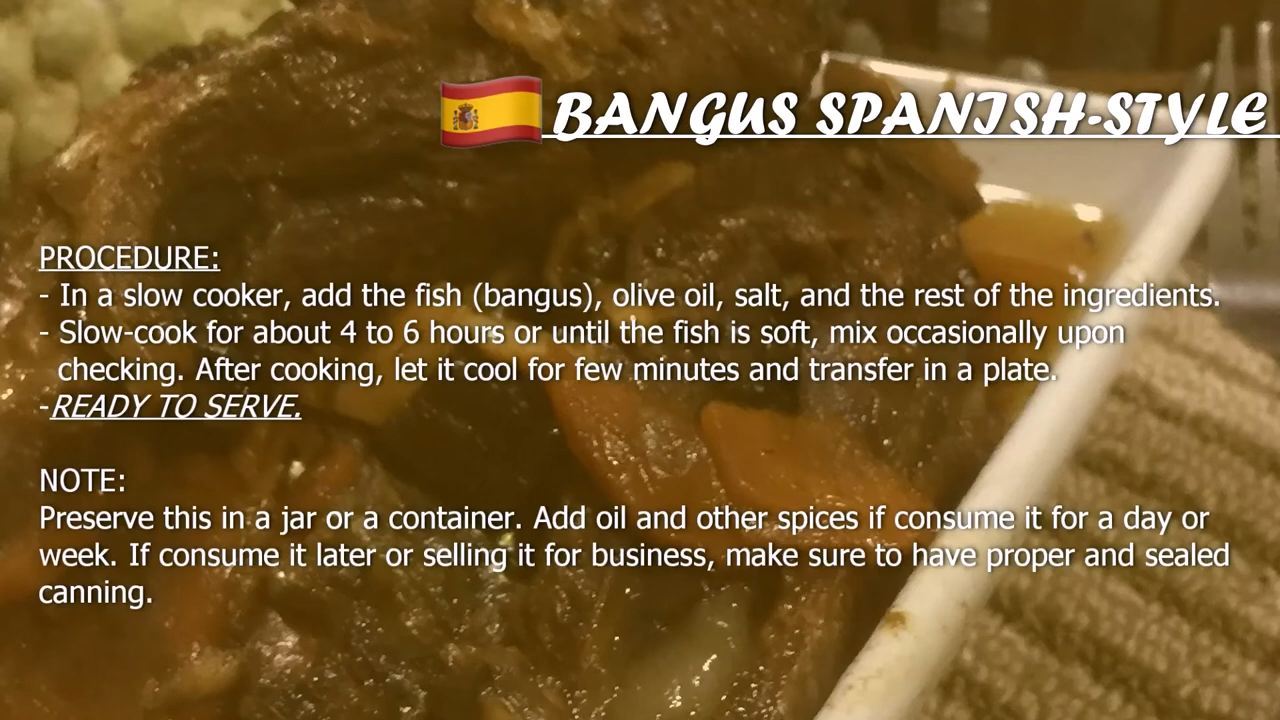 BANGUS SPANISH-STYLE
PROCEDURE:
- In a slow cooker, add the fish (bangus), olive oil, salt, and the rest of the ingredients.
- Slow-cook for about 4 to 6 hours or until the fish is soft, mix occasionally upon
checking. After cooking, let it cool for few minutes and transfer in a plate.
-READY TO SERVE.
NOTE:
Preserve this in a jar or a container. Add oil and other spices if consume it for a day or
week. If consume it later or selling it for business, make sure to have proper and sealed
canning.